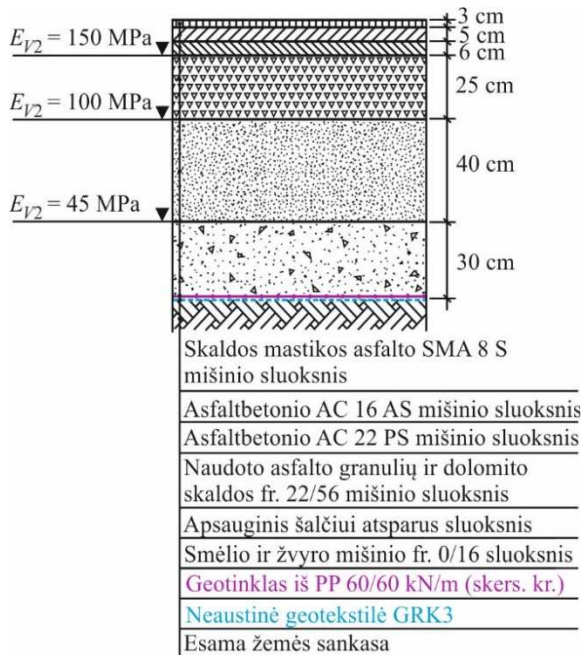 3 cm
E_V2 = 150 MPa
5 cm
6 cm
25 cm
E_V2 = 100 MPa
40 cm
E_V2 = 45 MPa
30 cm
Skaldos mastikos asfalto SMA 8 S
mišinio sluoksnis
Asfaltbetonio AC 16 AS mišinio sluoksnis
Asfaltbetonio AC 22 PS mišinio sluoksnis
Naudoto asfalto granulių ir dolomito
skaldos fr. 22/56 mišinio sluoksnis
Apsauginis šalčiui atsparus sluoksnis
Smėlio ir žvyro mišinio fr. 0/16 sluoksnis
Geotinklas iš PP 60/60 kN/m (skers. kr.)
Neaustinė geotekstilė GRK3
Esama žemės sankasa